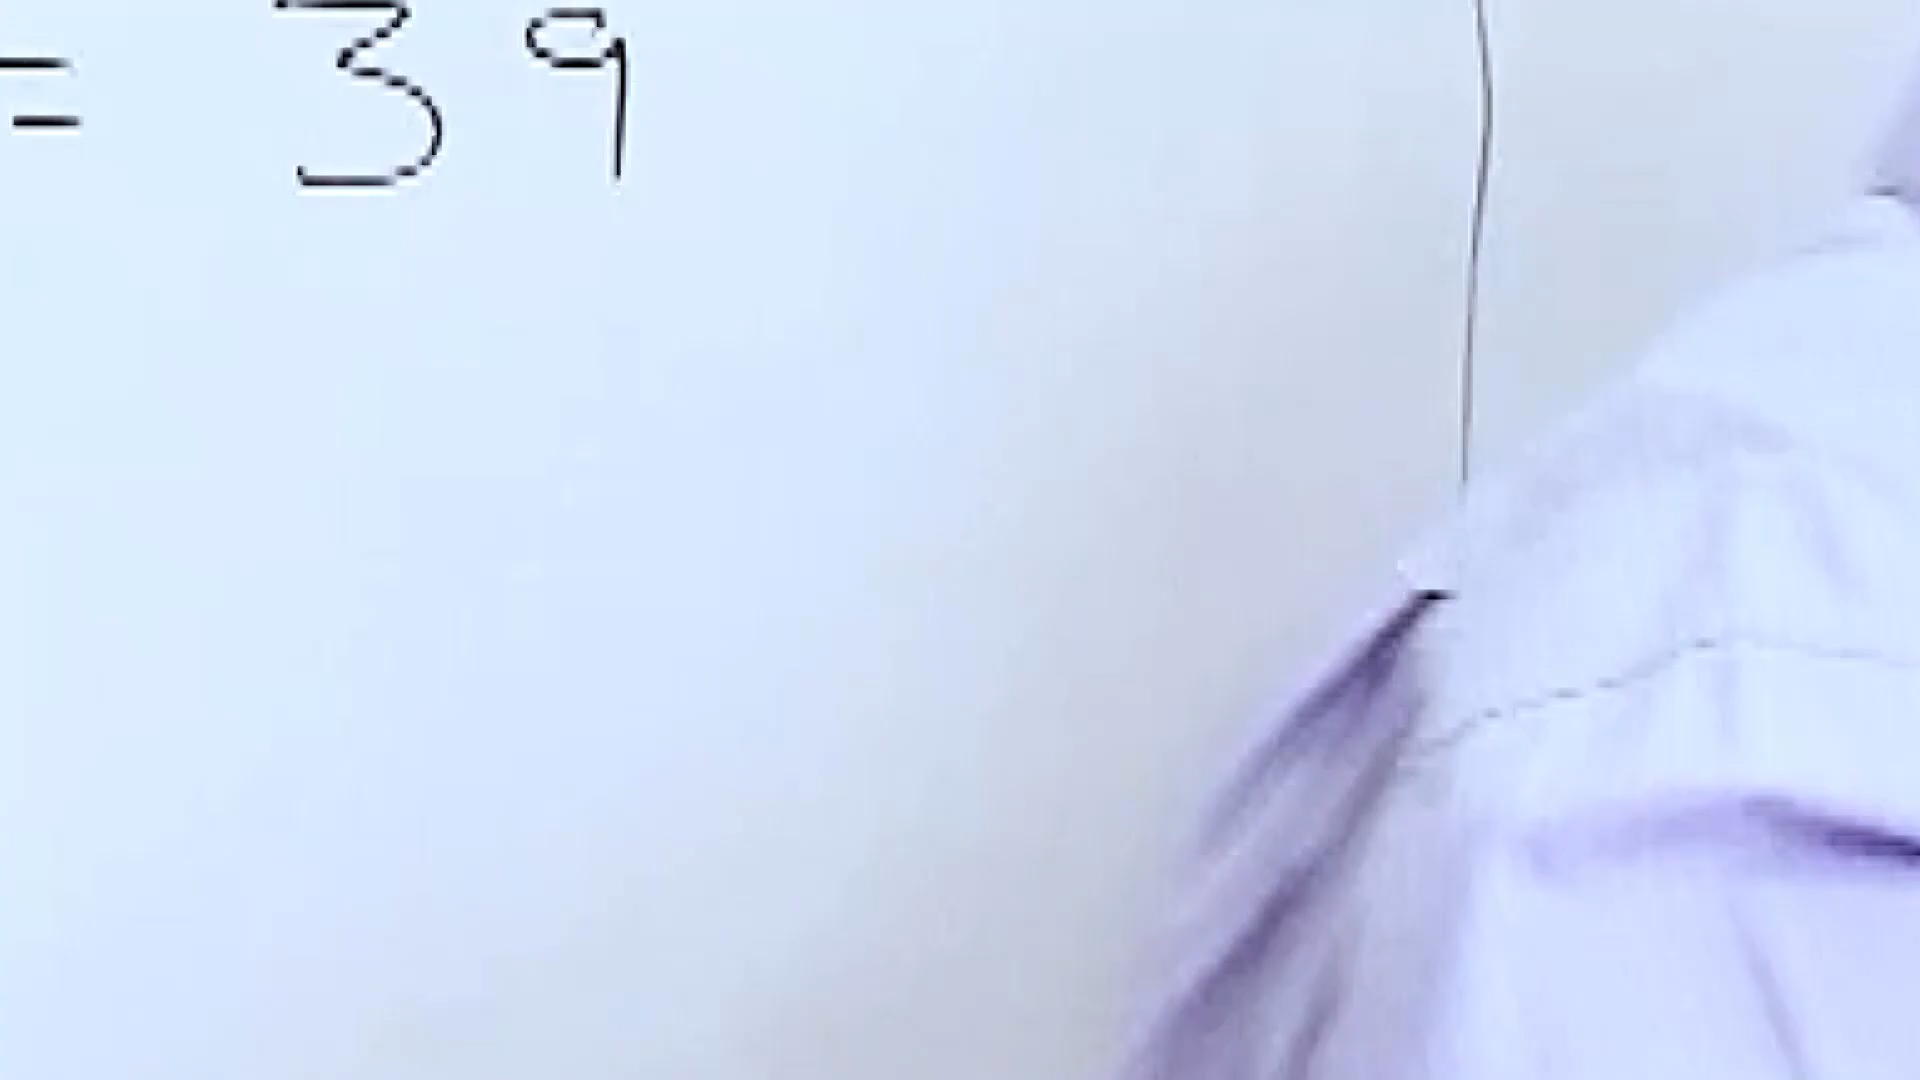 = 39